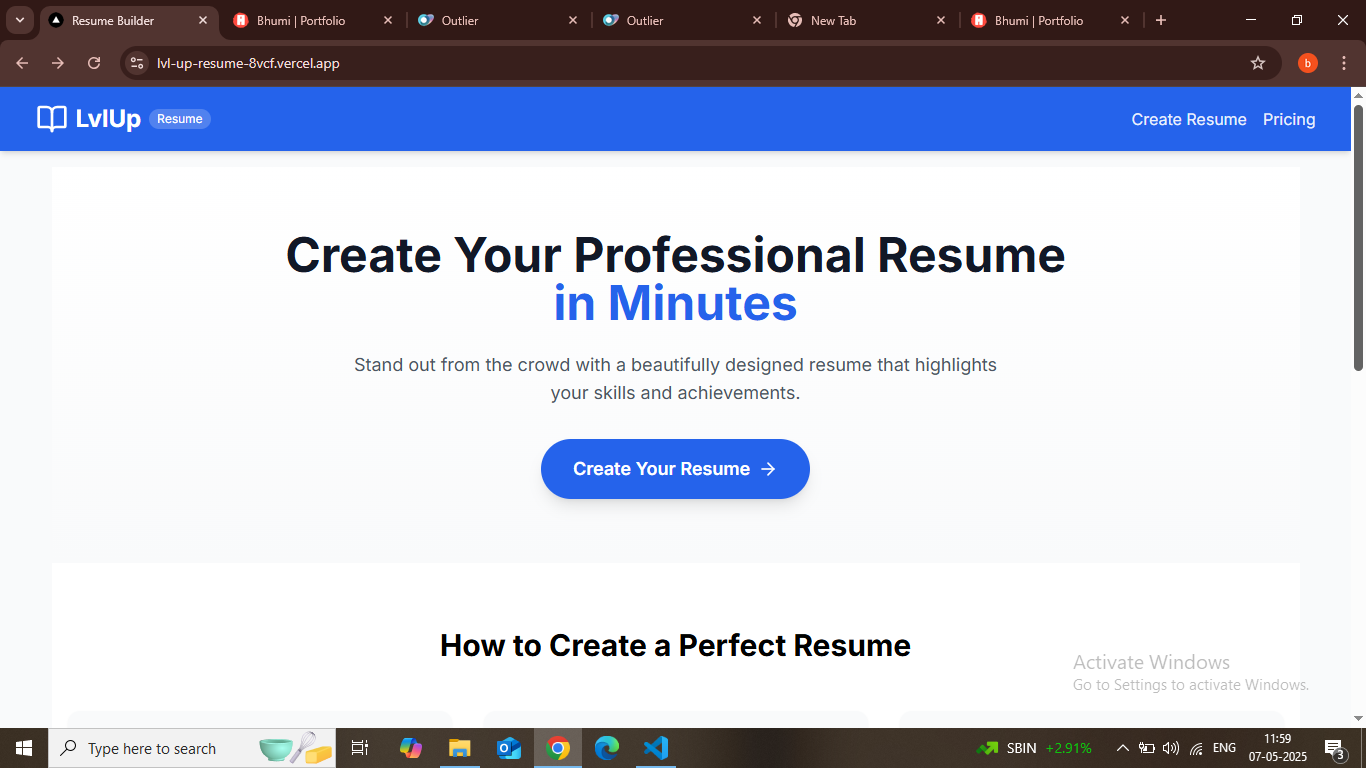 Resume Builder
Bhumi | Portfolio
Outlier
Outlier
New Tab
Bhumi | Portfolio
lvl-up-resume-8vcf.vercel.app
b
LvlUp
Resume
Create Resume
Pricing
Create Your Professional Resume
in Minutes
Stand out from the crowd with a beautifully designed resume that highlights
your skills and achievements.
Create Your Resume
How to Create a Perfect Resume
Activate Windows
Go to Settings to activate Windows.
Type here to search
SBIN +2.91%
ENG
11:59
07-05-2025
3